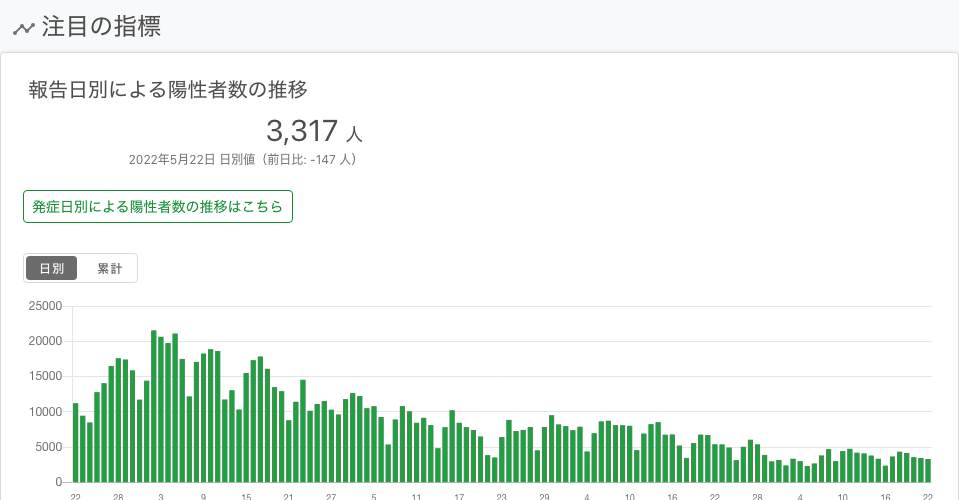 注目の指標
報告日別による陽性者数の推移
3,317 人
2022年5月22日 日別値（前日比: -147 人）
発症日別による陽性者数の推移はこちら
日別 累計
25000
20000
15000
10000
5000
0
22 28 3 9 15 21 27 5 11 17 23 29 4 10 16 22 28 4 10 16 22